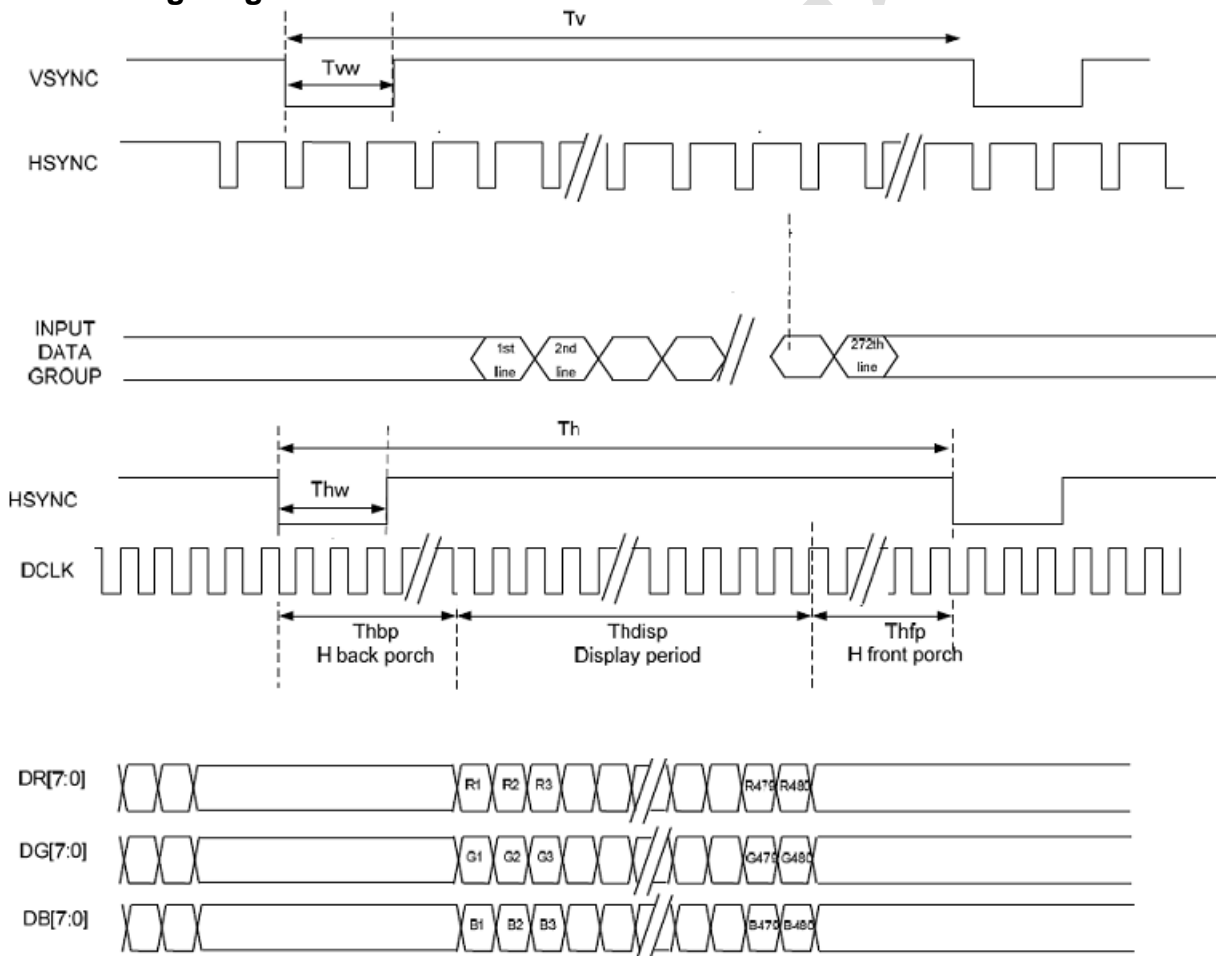 Tv
Tvw
VSYNC
HSYNC
INPUT
DATA
GROUP
1st
line
2nd
line
272th
line
Th
Thw
HSYNC
DCLK
Thbp
H back porch
Thdisp
Display period
Thfp
H front porch
DR[7:0]
R1 R2 R3 R479 R480
DG[7:0]
G1 G2 G3 G479 G480
DB[7:0]
B1 B2 B3 B479 B480